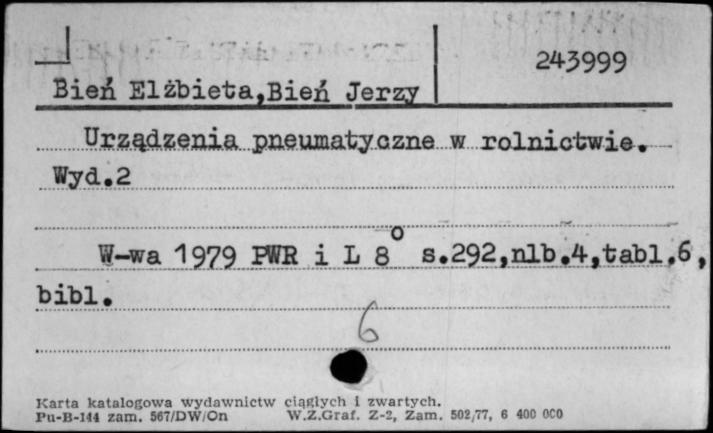 243999
Bień Elżbieta,Bień Jerzy
Urządzenia pneumatyczne w rolnictwie.
Wyd.2
W-wa 1979 PWR i L 8° s.292,nlb.4,tabl.6,
bibl.
6
Karta katalogowa wydawnictw ciągłych i zwartych.
Pu-B-144 zam. 567/DW/On W.Z.Graf. Z-2, Zam. 502/77, 6 400 000